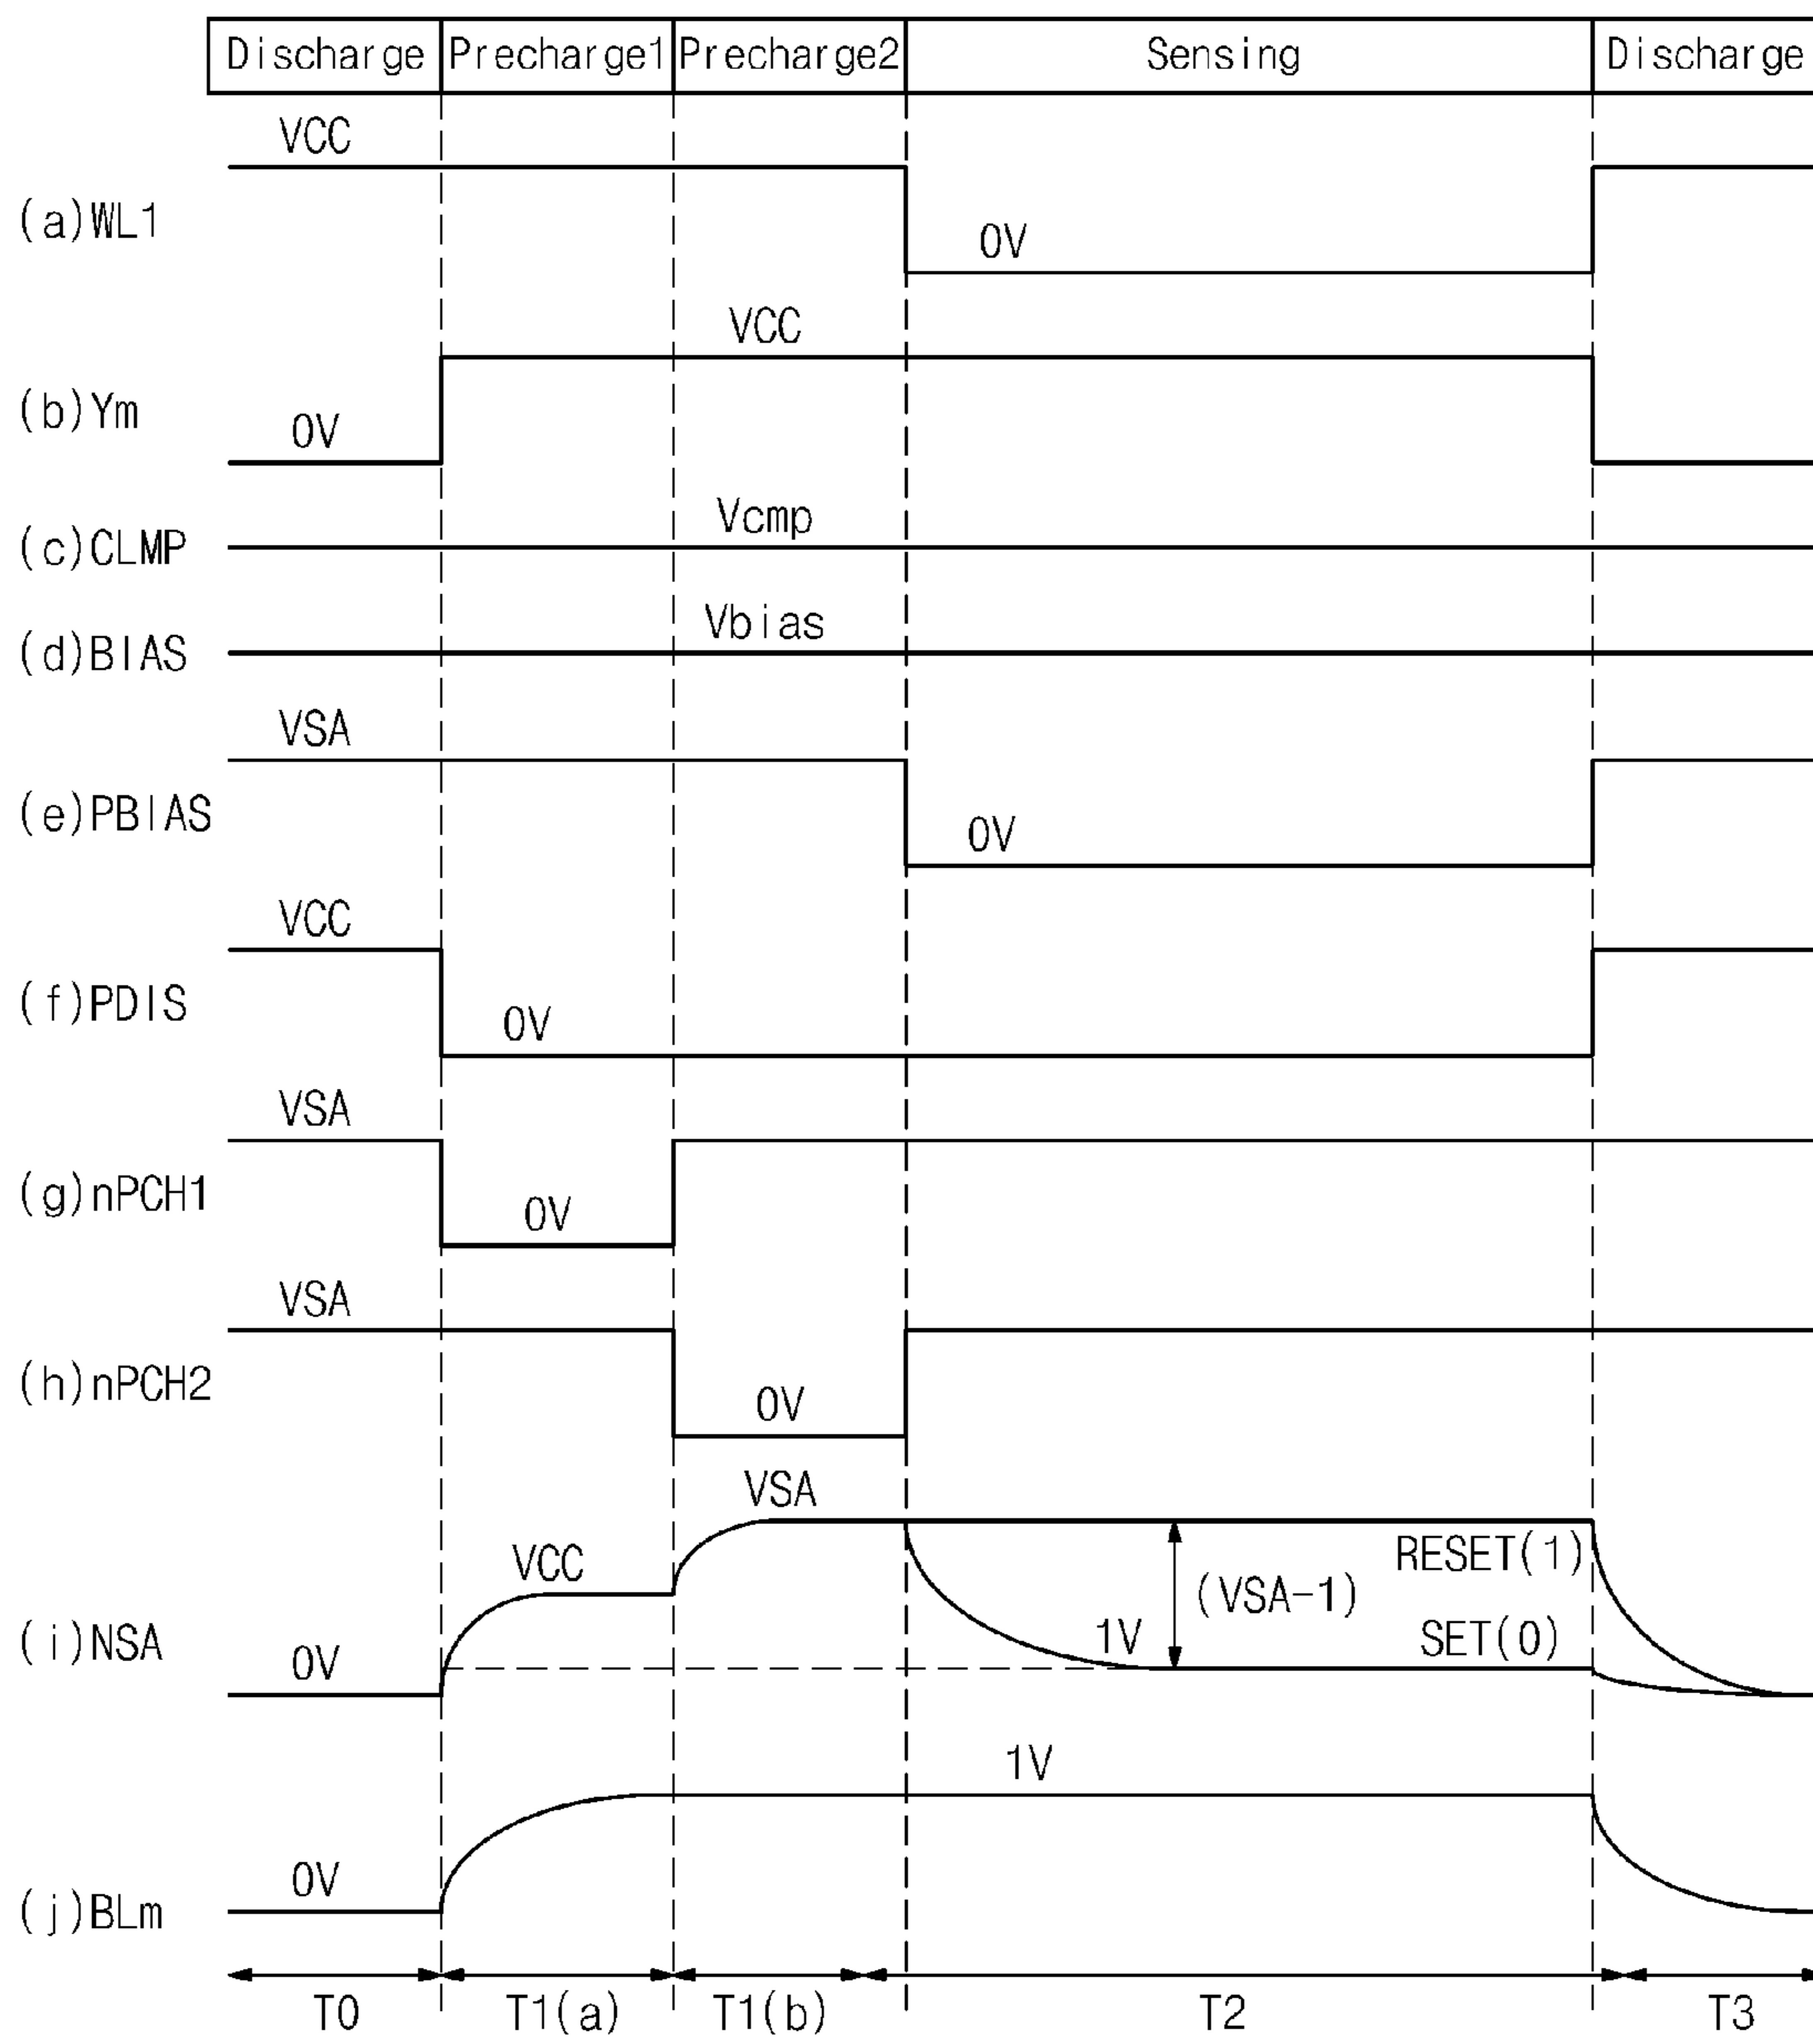 Discharge Precharge1 Precharge2 Sensing Discharge
VCC
(a)WL1
0V
VCC
(b)Ym
0V
Vcmp
(c)CLMP
Vbias
(d)BIAS
VSA
(e)PBIAS
0V
VCC
(f)PDIS
0V
VSA
(g)nPCH1
0V
VSA
(h)nPCH2
0V
VSA
VCC
RESET(1)
(VSA-1)
(i)NSA
0V
1V
SET(0)
1V
0V
(j)BLm
T0 T1(a) T1(b) T2 T3